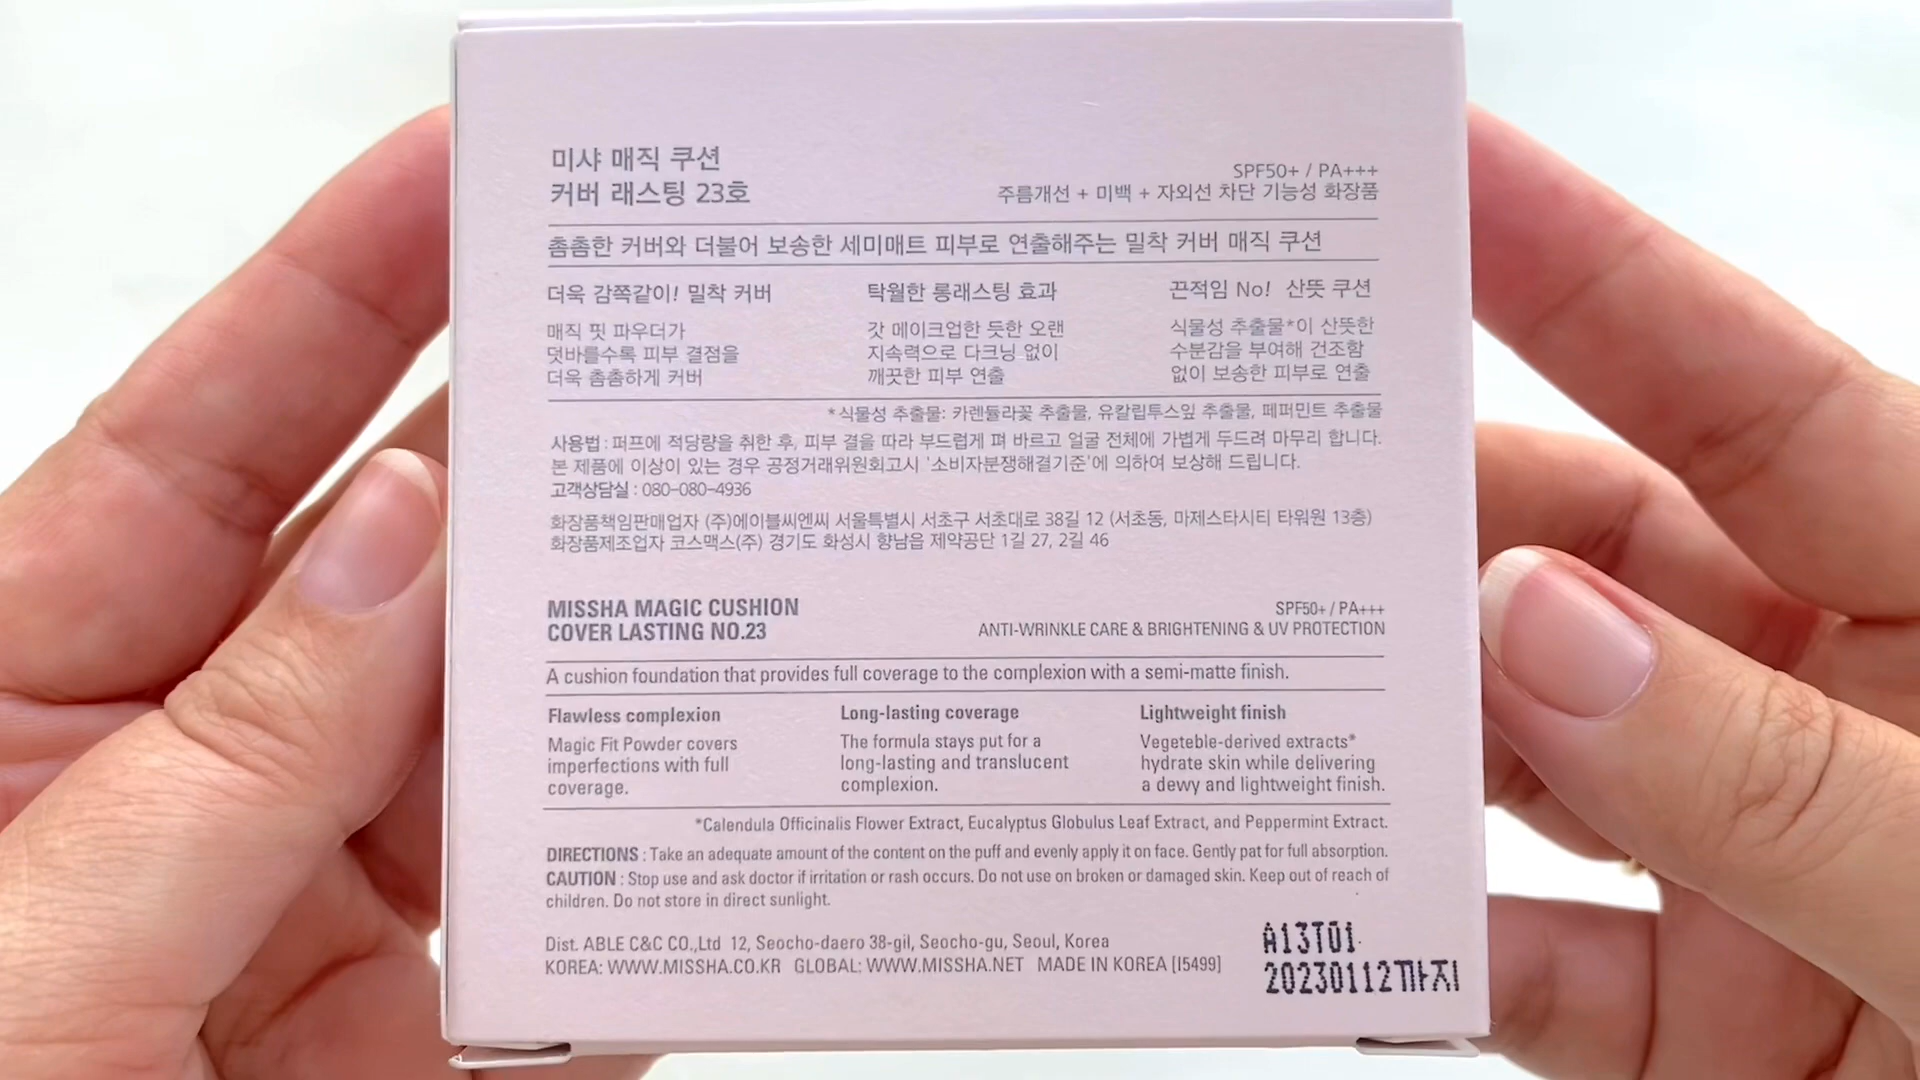 미샤 매직 쿠션
커버 래스팅 23호
SPF50+ / PA+++
주름개선 + 미백 + 자외선 차단 기능성 화장품
촘촘한 커버와 더불어 보송한 세미매트 피부로 연출해주는 밀착 커버 매직 쿠션
더욱 감쪽같이! 밀착 커버
매직 핏 파우더가
덧바를수록 피부 결점을
더욱 촘촘하게 커버
탁월한 롱래스팅 효과
갓 메이크업한 듯한 오랜
지속력으로 다크닝 없이
깨끗한 피부 연출
끈적임 No! 산뜻 쿠션
식물성 추출물*이 산뜻한
수분감을 부여해 건조함
없이 보송한 피부로 연출
*식물성 추출물: 카렌듈라꽃 추출물, 유칼립투스잎 추출물, 페퍼민트 추출물
사용법 : 퍼프에 적당량을 취한 후, 피부 결을 따라 부드럽게 펴 바르고 얼굴 전체에 가볍게 두드려 마무리 합니다.
본 제품에 이상이 있는 경우 공정거래위원회고시 '소비자분쟁해결기준'에 의하여 보상해 드립니다.
고객상담실 : 080-080-4936
화장품책임판매업자 (주)에이블씨엔씨 서울특별시 서초구 서초대로 38길 12 (서초동, 마제스타시티 타워원 13층)
화장품제조업자 코스맥스(주) 경기도 화성시 향남읍 제약공단 1길 27, 2길 46
MISSHA MAGIC CUSHION
COVER LASTING NO.23
SPF50+ / PA+++
ANTI-WRINKLE CARE & BRIGHTENING & UV PROTECTION
A cushion foundation that provides full coverage to the complexion with a semi-matte finish.
Flawless complexion
Magic Fit Powder covers
imperfections with full
coverage.
Long-lasting coverage
The formula stays put for a
long-lasting and translucent
complexion.
Lightweight finish
Vegeteble-derived extracts*
hydrate skin while delivering
a dewy and lightweight finish.
*Calendula Officinalis Flower Extract, Eucalyptus Globulus Leaf Extract, and Peppermint Extract.
DIRECTIONS : Take an adequate amount of the content on the puff and evenly apply it on face. Gently pat for full absorption.
CAUTION : Stop use and ask doctor if irritation or rash occurs. Do not use on broken or damaged skin. Keep out of reach of
children. Do not store in direct sunlight.
Dist. ABLE C&C CO.,Ltd 12, Seocho-daero 38-gil, Seocho-gu, Seoul, Korea
KOREA: WWW.MISSHA.CO.KR GLOBAL: WWW.MISSHA.NET MADE IN KOREA [I5499]
A13T01
20230112까지